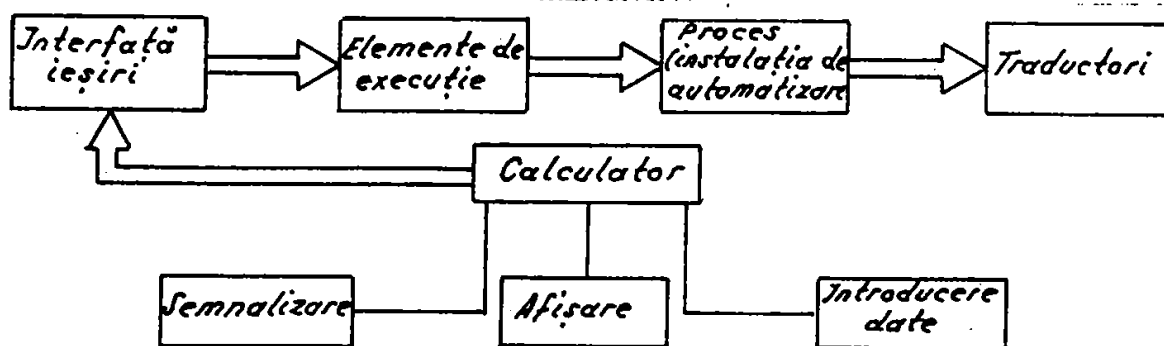 Interfață
ieșiri
Elemente de
execuție
Proces
(instalația de
automatizare
Traductori
Calculator
Semnalizare
Afișare
Introducere
date